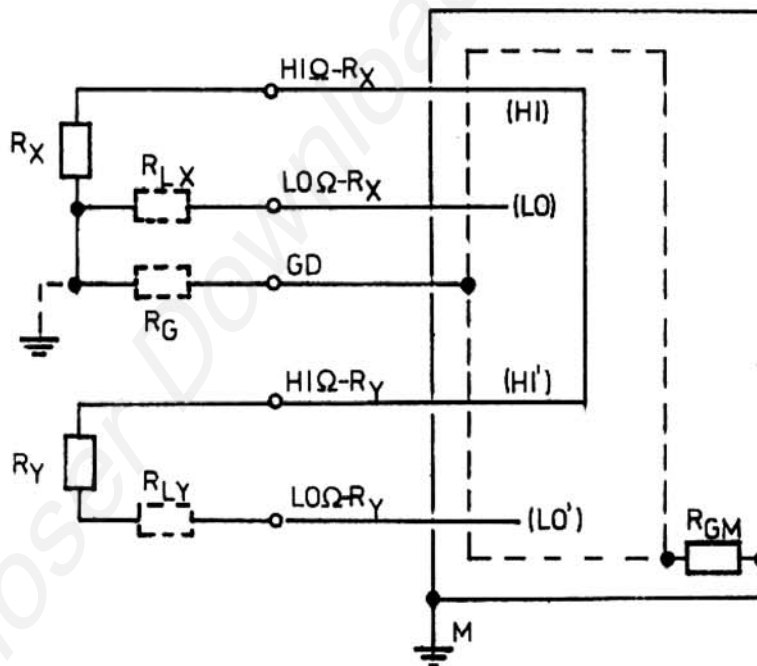 HIΩ-RX
(HI)
RX
RLX
LOΩ-RX
(LO)
GD
RG
HIΩ-RY
(HI')
RY
RLY
LOΩ-RY
(LO')
RGM
M